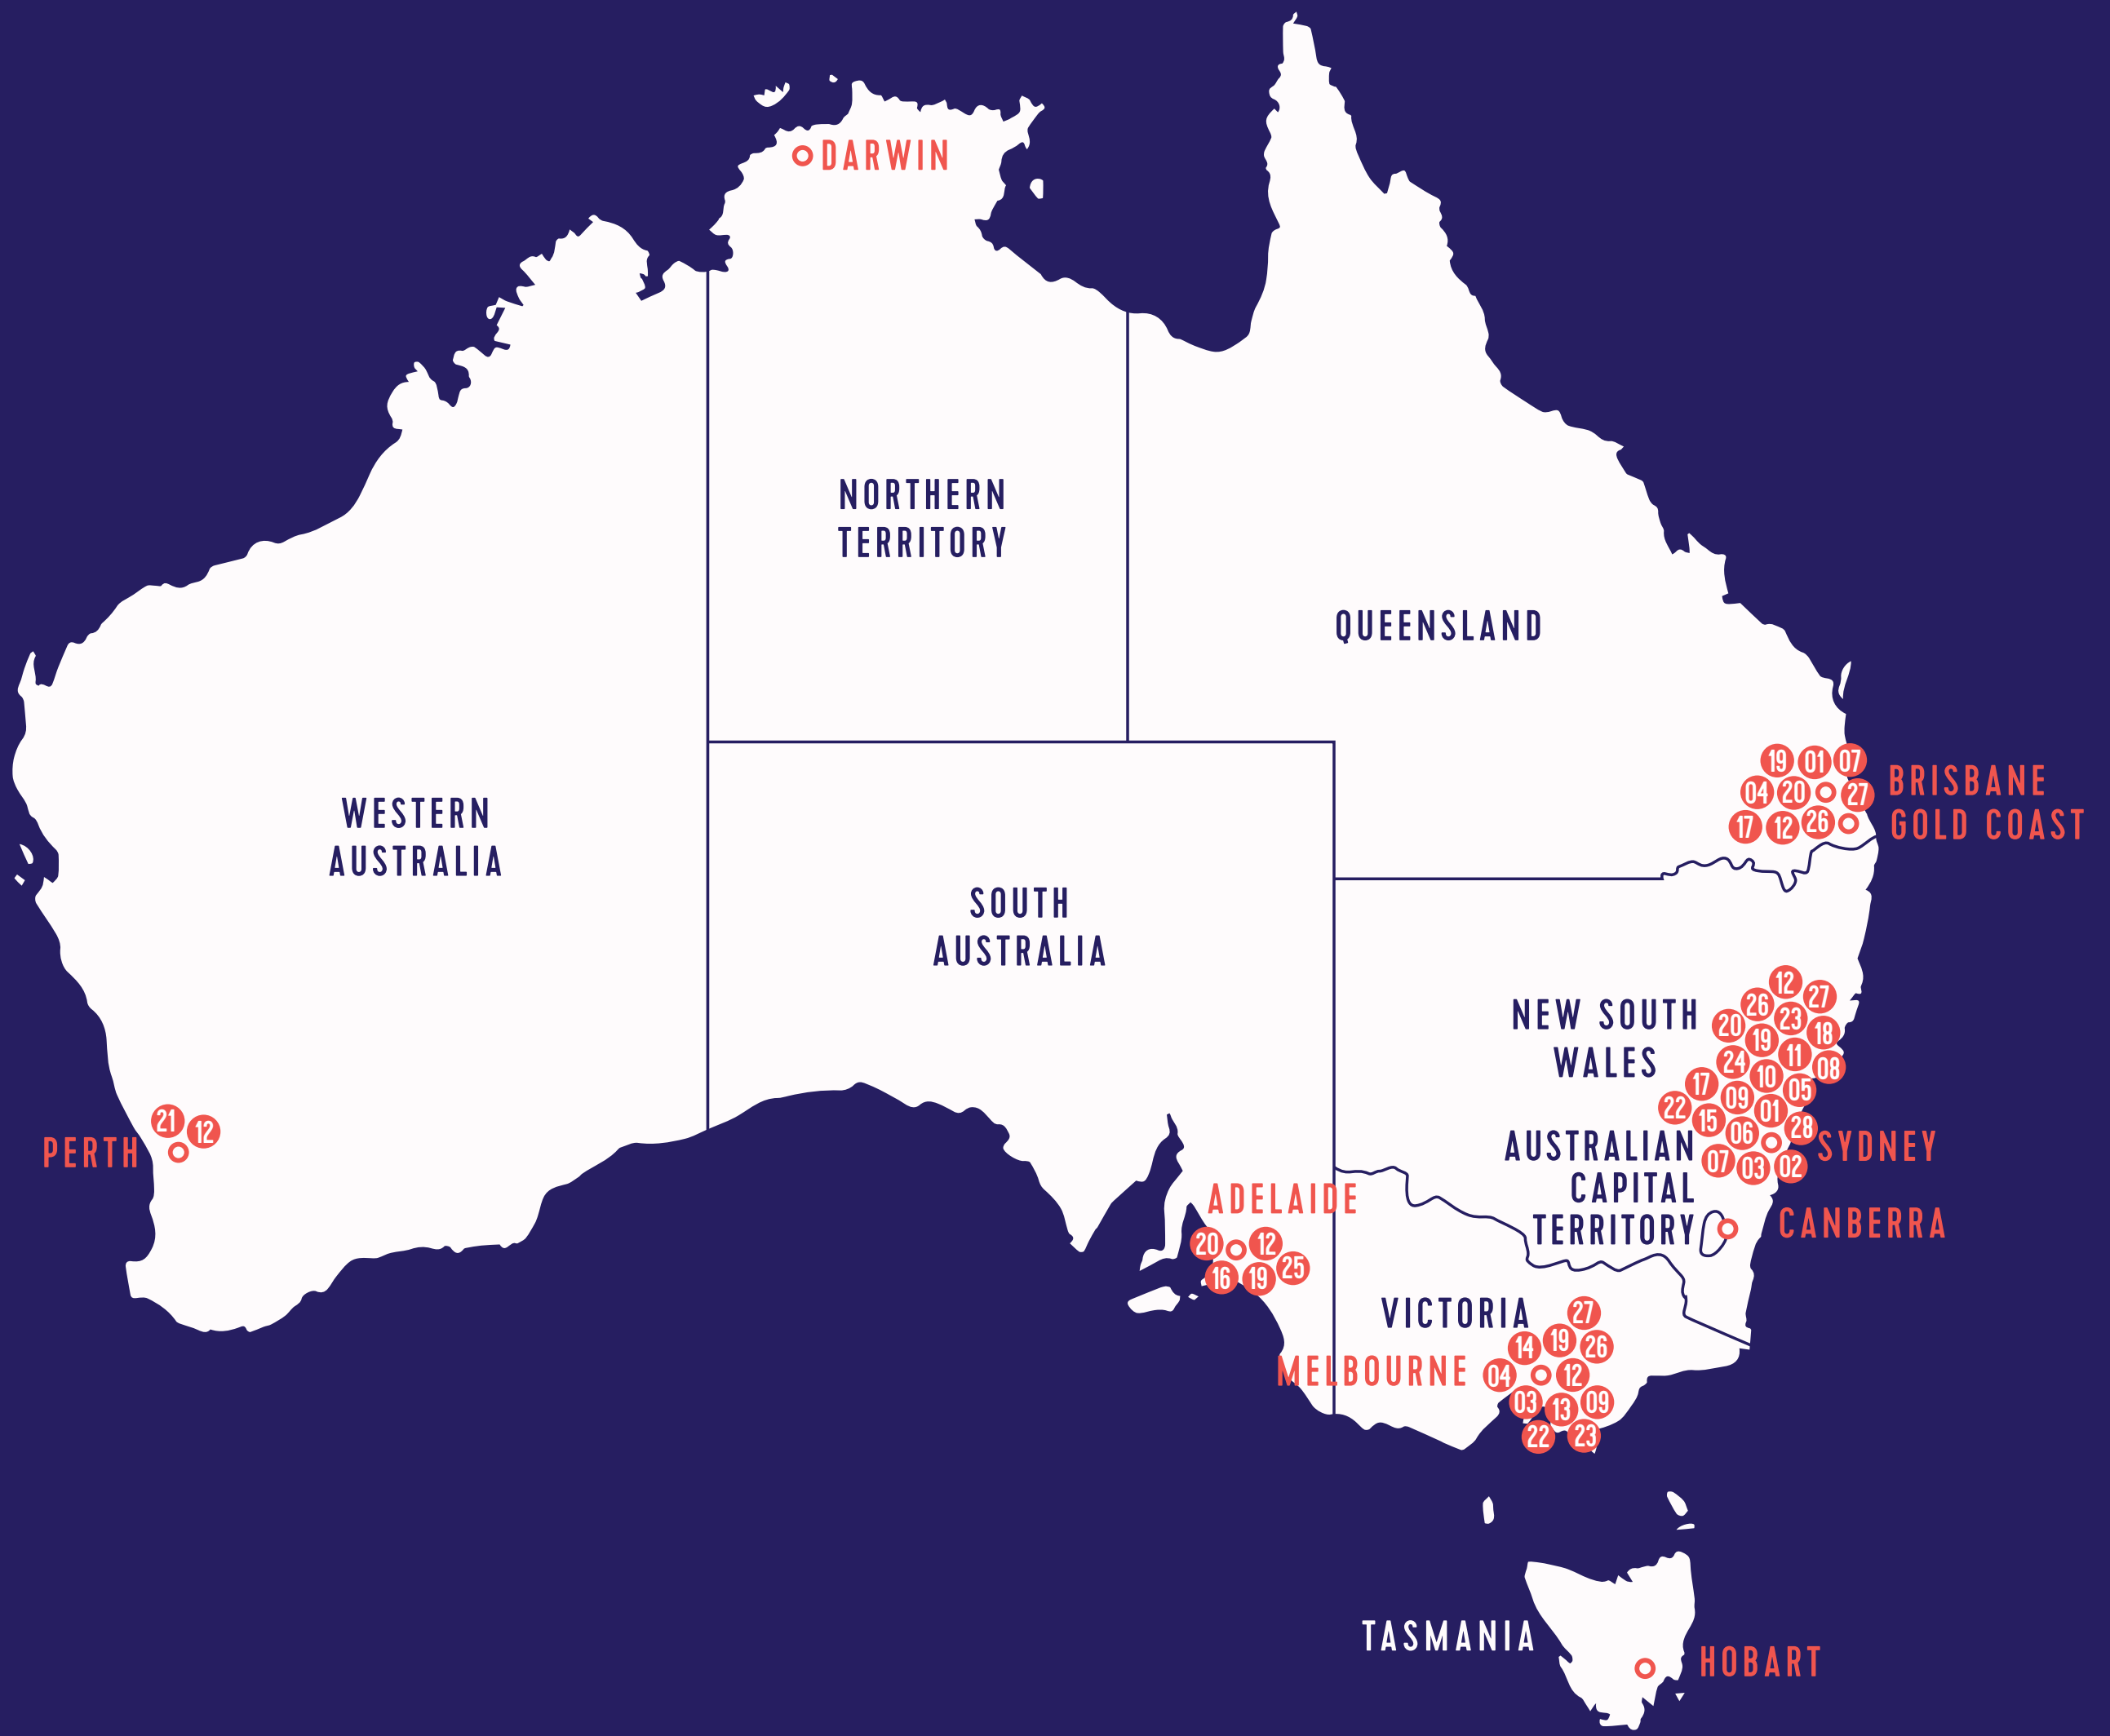 DARWIN
NORTHERN
TERRITORY
QUEENSLAND
19 01 07
04 20 27
17 12 26
BRISBANE
GOLD COAST
WESTERN
AUSTRALIA
SOUTH
AUSTRALIA
NEW SOUTH
WALES
12
26 27
20 23
19 18
24 11
17 10 08
22 09 05
15 01
06 28
07 03 02
AUSTRALIAN
CAPITAL
TERRITORY
SYDNEY
CANBERRA
21 12
PERTH
ADELAIDE
20 12
16 19 25
VICTORIA
MELBOURNE
27
14 19 26
04 12
03 13 09
22 23
TASMANIA
HOBART